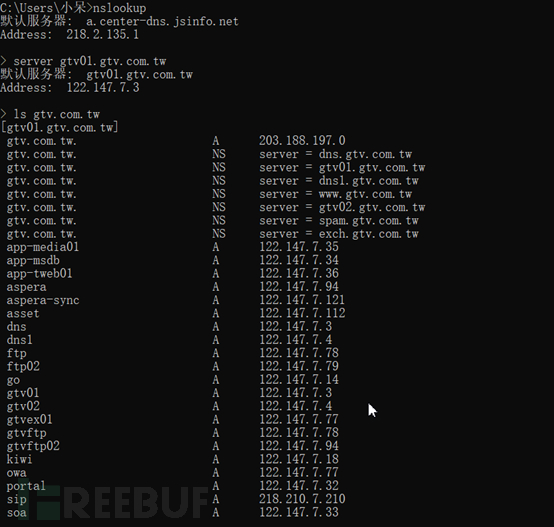 C:\Users\小呆>nslookup
默认服务器:  a.center-dns.jsinfo.net
Address:  218.2.135.1
> server gtv01.gtv.com.tw
默认服务器:  gtv01.gtv.com.tw
Address:  122.147.7.3
> ls gtv.com.tw
[gtv01.gtv.com.tw]
gtv.com.tw. A 203.188.197.0
gtv.com.tw. NS server = dns.gtv.com.tw
gtv.com.tw. NS server = gtv01.gtv.com.tw
gtv.com.tw. NS server = dns1.gtv.com.tw
gtv.com.tw. NS server = www.gtv.com.tw
gtv.com.tw. NS server = gtv02.gtv.com.tw
gtv.com.tw. NS server = spam.gtv.com.tw
gtv.com.tw. NS server = exch.gtv.com.tw
app-media01 A 122.147.7.35
app-msdb A 122.147.7.34
app-tweb01 A 122.147.7.36
aspera A 122.147.7.94
aspera-sync A 122.147.7.121
asset A 122.147.7.112
dns A 122.147.7.3
dns1 A 122.147.7.4
ftp A 122.147.7.78
ftp02 A 122.147.7.79
go A 122.147.7.14
gtv01 A 122.147.7.3
gtv02 A 122.147.7.4
gtvex01 A 122.147.7.77
gtvftp A 122.147.7.78
gtvftp02 A 122.147.7.94
kiwi A 122.147.7.18
owa A 122.147.7.77
portal A 122.147.7.32
sip A 218.210.7.210
soa A 122.147.7.33
FREEBUF